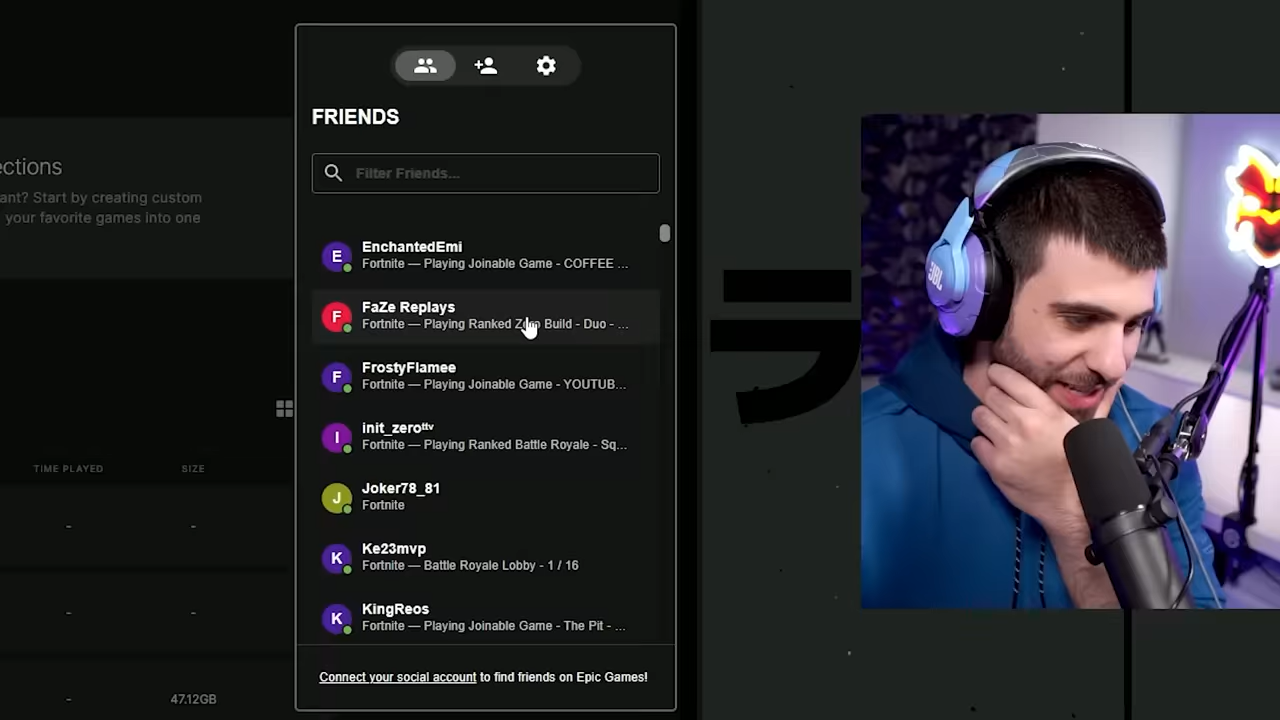 FRIENDS
Filter Friends...
ections
ant? Start by creating custom
your favorite games into one
EnchantedEmi
Fortnite — Playing Joinable Game - COFFEE ...
FaZe Replays
Fortnite — Playing Ranked Zero Build - Duo - ...
FrostyFlamee
Fortnite — Playing Joinable Game - YOUTUB...
init_zeroᵗᵗᵛ
Fortnite — Playing Ranked Battle Royale - Sq...
Joker78_81
Fortnite
Ke23mvp
Fortnite — Battle Royale Lobby - 1 / 16
KingReos
Fortnite — Playing Joinable Game - The Pit - ...
TIME PLAYED
SIZE
-
-
-
-
-
47.12GB
Connect your social account to find friends on Epic Games!
JBL